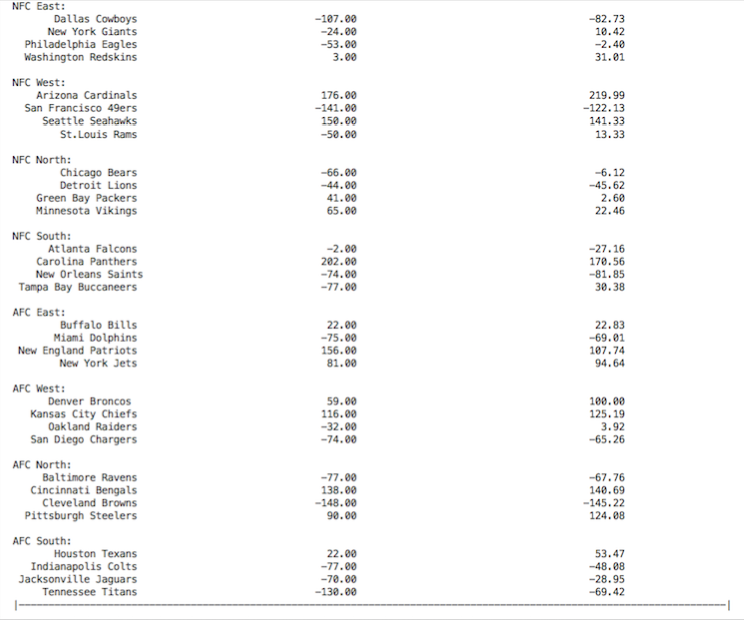 NFC East:
Dallas Cowboys -107.00 -82.73
New York Giants -24.00 10.42
Philadelphia Eagles -53.00 -2.40
Washington Redskins 3.00 31.01
NFC West:
Arizona Cardinals 176.00 219.99
San Francisco 49ers -141.00 -122.13
Seattle Seahawks 150.00 141.33
St.Louis Rams -50.00 13.33
NFC North:
Chicago Bears -66.00 -6.12
Detroit Lions -44.00 -45.62
Green Bay Packers 41.00 2.60
Minnesota Vikings 65.00 22.46
NFC South:
Atlanta Falcons -2.00 -27.16
Carolina Panthers 202.00 170.56
New Orleans Saints -74.00 -81.85
Tampa Bay Buccaneers -77.00 30.38
AFC East:
Buffalo Bills 22.00 22.83
Miami Dolphins -75.00 -69.01
New England Patriots 156.00 107.74
New York Jets 81.00 94.64
AFC West:
Denver Broncos 59.00 100.00
Kansas City Chiefs 116.00 125.19
Oakland Raiders -32.00 3.92
San Diego Chargers -74.00 -65.26
AFC North:
Baltimore Ravens -77.00 -67.76
Cincinnati Bengals 138.00 140.69
Cleveland Browns -148.00 -145.22
Pittsburgh Steelers 90.00 124.08
AFC South:
Houston Texans 22.00 53.47
Indianapolis Colts -77.00 -48.08
Jacksonville Jaguars -70.00 -28.95
Tennessee Titans -130.00 -69.42